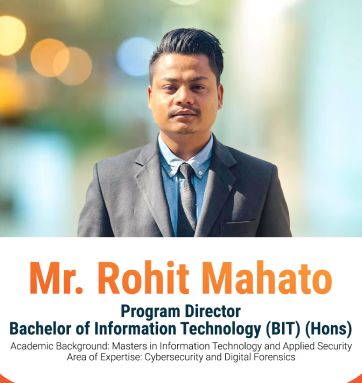 Mr. Rohit Mahato
Program Director
Bachelor of Information Technology (BIT) (Hons)
Academic Background: Masters in Information Technology and Applied Security
Area of Expertise: Cybersecurity and Digital Forensics